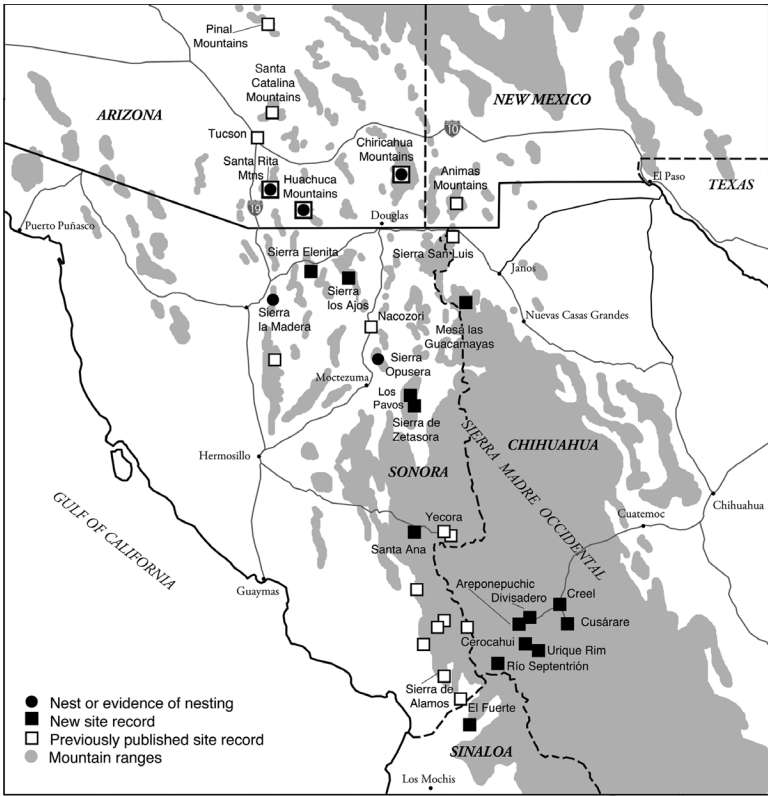 Pinal
Mountains
Santa
Catalina
Mountains
ARIZONA
NEW MEXICO
10
Tucson
Chiricahua
Mountains
Santa Rita
Mtns
Huachuca
Mountains
Animas
Mountains
El Paso
TEXAS
19
Douglas
Puerto Puñasco
Sierra Elenita
Sierra San Luis
Janos
Sierra
los Ajos
Sierra
la Madera
Nacozori
Mesa las
Guacamayas
Nuevas Casas Grandes
Sierra
Opusera
Moctezuma
Los
Pavos
Sierra de
Zetasora
SIERRA MADRE OCCIDENTAL
CHIHUAHUA
Hermosillo
SONORA
GULF OF CALIFORNIA
Chihuahua
Cuatemoc
Yecora
Santa Ana
Guaymas
Areponepuchic
Divisadero
Creel
Cusárare
Cerocahui
Urique Rim
Río Septentrión
Sierra de
Alamos
El Fuerte
SINALOA
Los Mochis
Nest or evidence of nesting
New site record
Previously published site record
Mountain ranges